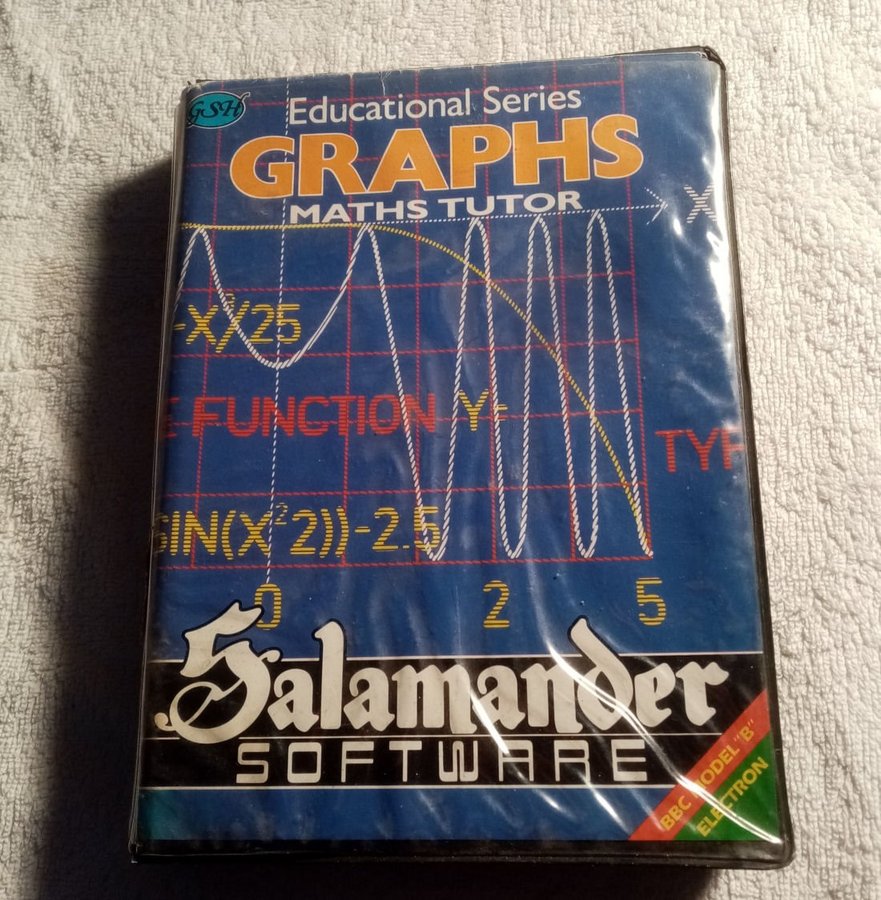 GSH
Educational Series
GRAPHS
MATHS TUTOR
X
-X³/25
E FUNCTION Y-
TYP
SIN(X^2))-2.5
0 2 5
Salamander
SOFTWARE
BBC MODEL "B"
ELECTRON